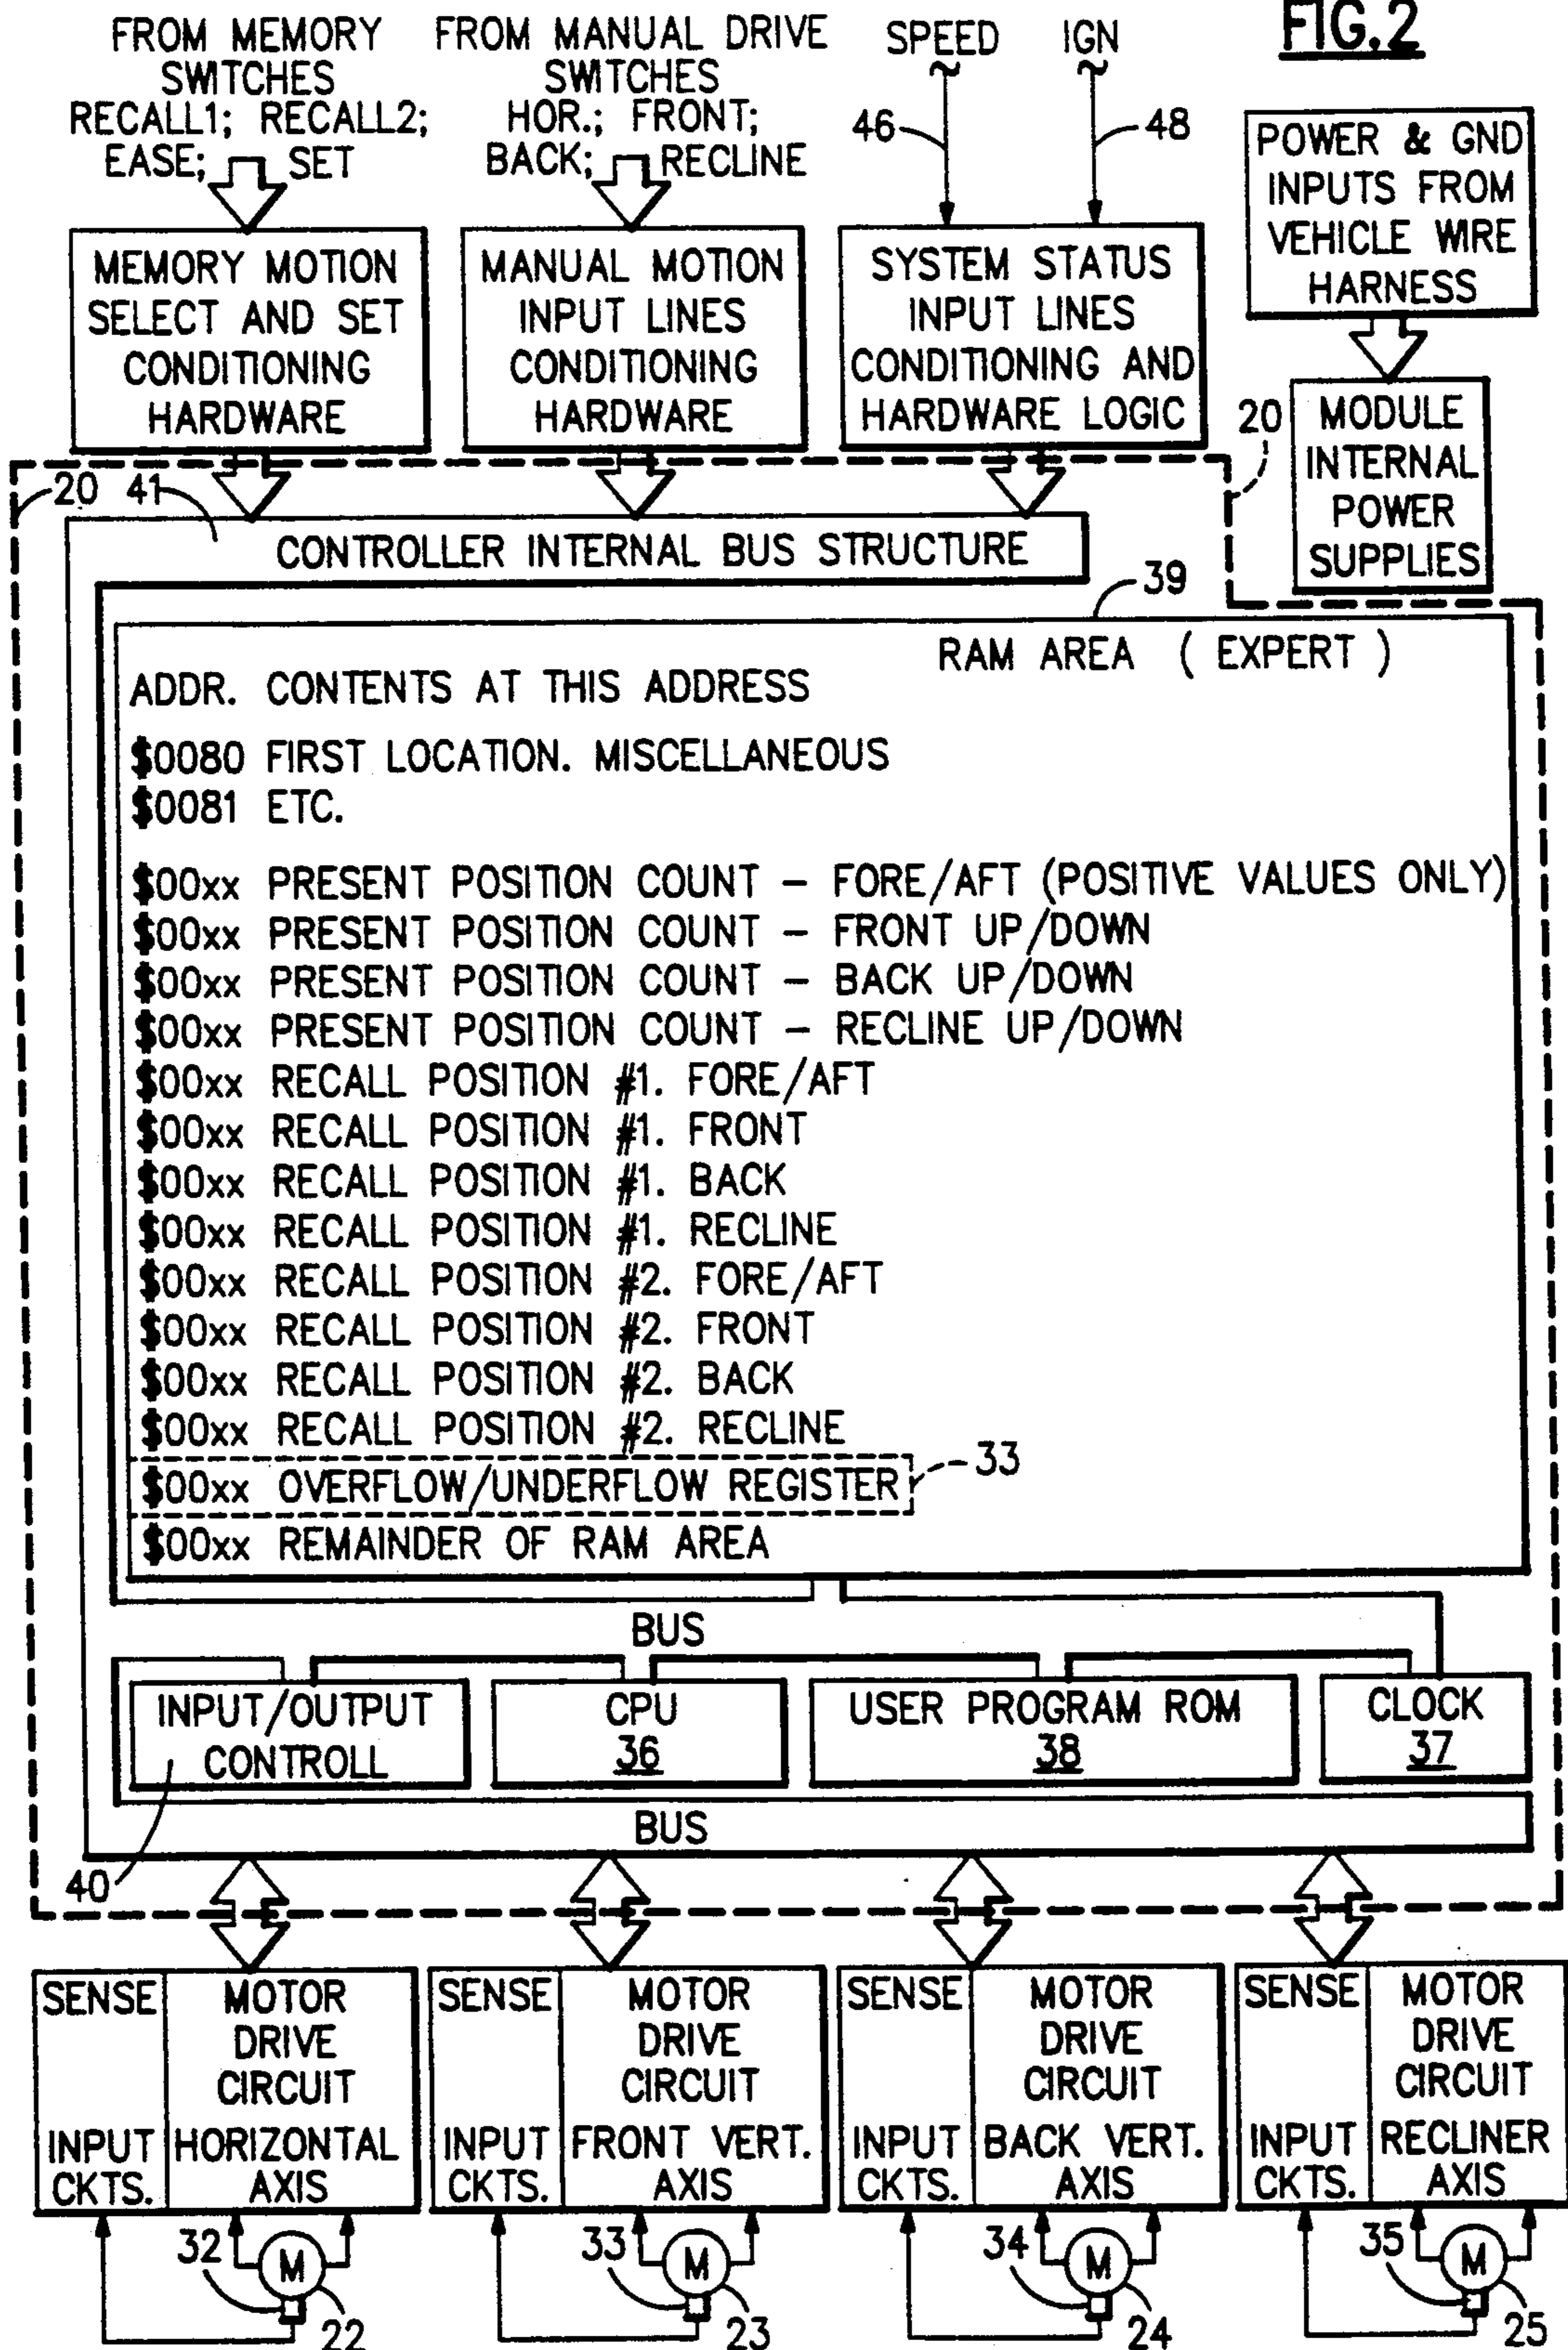 FIG.2
FROM MEMORY
SWITCHES
RECALL1; RECALL2;
EASE; SET
FROM MANUAL DRIVE
SWITCHES
HOR.; FRONT;
BACK; RECLINE
SPEED
IGN
46
48
POWER & GND
INPUTS FROM
VEHICLE WIRE
HARNESS
MEMORY MOTION
SELECT AND SET
CONDITIONING
HARDWARE
MANUAL MOTION
INPUT LINES
CONDITIONING
HARDWARE
SYSTEM STATUS
INPUT LINES
CONDITIONING AND
HARDWARE LOGIC
20
MODULE
INTERNAL
POWER
SUPPLIES
20
41
CONTROLLER INTERNAL BUS STRUCTURE
39
RAM AREA ( EXPERT )
ADDR. CONTENTS AT THIS ADDRESS
$0080 FIRST LOCATION. MISCELLANEOUS
$0081 ETC.
$00xx PRESENT POSITION COUNT – FORE/AFT (POSITIVE VALUES ONLY)
$00xx PRESENT POSITION COUNT – FRONT UP/DOWN
$00xx PRESENT POSITION COUNT – BACK UP/DOWN
$00xx PRESENT POSITION COUNT – RECLINE UP/DOWN
$00xx RECALL POSITION #1. FORE/AFT
$00xx RECALL POSITION #1. FRONT
$00xx RECALL POSITION #1. BACK
$00xx RECALL POSITION #1. RECLINE
$00xx RECALL POSITION #2. FORE/AFT
$00xx RECALL POSITION #2. FRONT
$00xx RECALL POSITION #2. BACK
$00xx RECALL POSITION #2. RECLINE
$00xx OVERFLOW/UNDERFLOW REGISTER
33
$00xx REMAINDER OF RAM AREA
BUS
INPUT/OUTPUT
CONTROLL
CPU
36
USER PROGRAM ROM
38
CLOCK
37
BUS
40
SENSE
INPUT
CKTS.
MOTOR
DRIVE
CIRCUIT
HORIZONTAL
AXIS
SENSE
INPUT
CKTS.
MOTOR
DRIVE
CIRCUIT
FRONT VERT.
AXIS
SENSE
INPUT
CKTS.
MOTOR
DRIVE
CIRCUIT
BACK VERT.
AXIS
SENSE
INPUT
CKTS.
MOTOR
DRIVE
CIRCUIT
RECLINER
AXIS
32
M
22
33
M
23
34
M
24
35
M
25